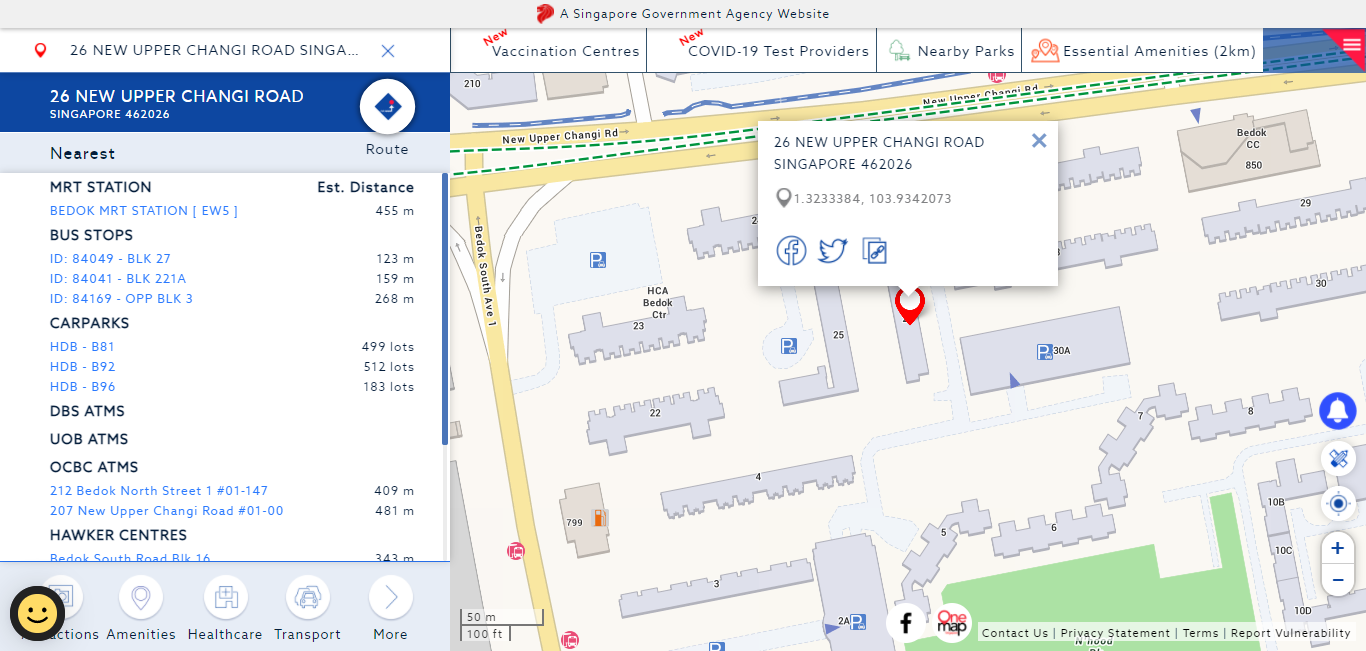 A Singapore Government Agency Website
26 NEW UPPER CHANGI ROAD SINGA...
New
Vaccination Centres
New
COVID-19 Test Providers
Nearby Parks
Essential Amenities (2km)
26 NEW UPPER CHANGI ROAD
SINGAPORE 462026
Route
Nearest
MRT STATION Est. Distance
BEDOK MRT STATION [ EW5 ] 455 m
BUS STOPS
ID: 84049 - BLK 27 123 m
ID: 84041 - BLK 221A 159 m
ID: 84169 - OPP BLK 3 268 m
CARPARKS
HDB - B81 499 lots
HDB - B92 512 lots
HDB - B96 183 lots
DBS ATMS
UOB ATMS
OCBC ATMS
212 Bedok North Street 1 #01-147 409 m
207 New Upper Changi Road #01-00 481 m
HAWKER CENTRES
Bedok South Road Blk 16 343 m
Amenities
Healthcare
Transport
More
210
New Upper Changi Rd
New Upper Changi Rd
Bedok South Ave 1
26 NEW UPPER CHANGI ROAD
SINGAPORE 462026
1.3233384, 103.9342073
Bedok
CC
850
29
30
HCA
Bedok
Ctr
23
25
30A
22
7
8
4
799
5
6
10B
10C
10D
3
2A
50 m
100 ft
One
map
Contact Us | Privacy Statement | Terms | Report Vulnerability